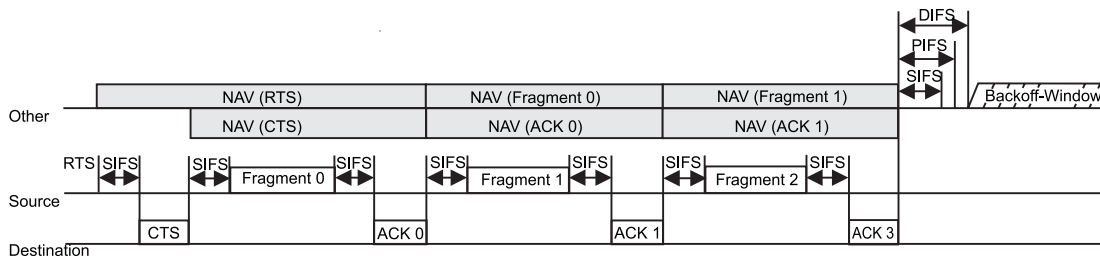 DIFS
PIFS
SIFS
NAV (RTS) NAV (Fragment 0) NAV (Fragment 1) Backoff-Window
Other
NAV (CTS) NAV (ACK 0) NAV (ACK 1)
RTS SIFS SIFS SIFS SIFS SIFS SIFS SIFS
Fragment 0 Fragment 1 Fragment 2
Source
CTS ACK 0 ACK 1 ACK 3
Destination